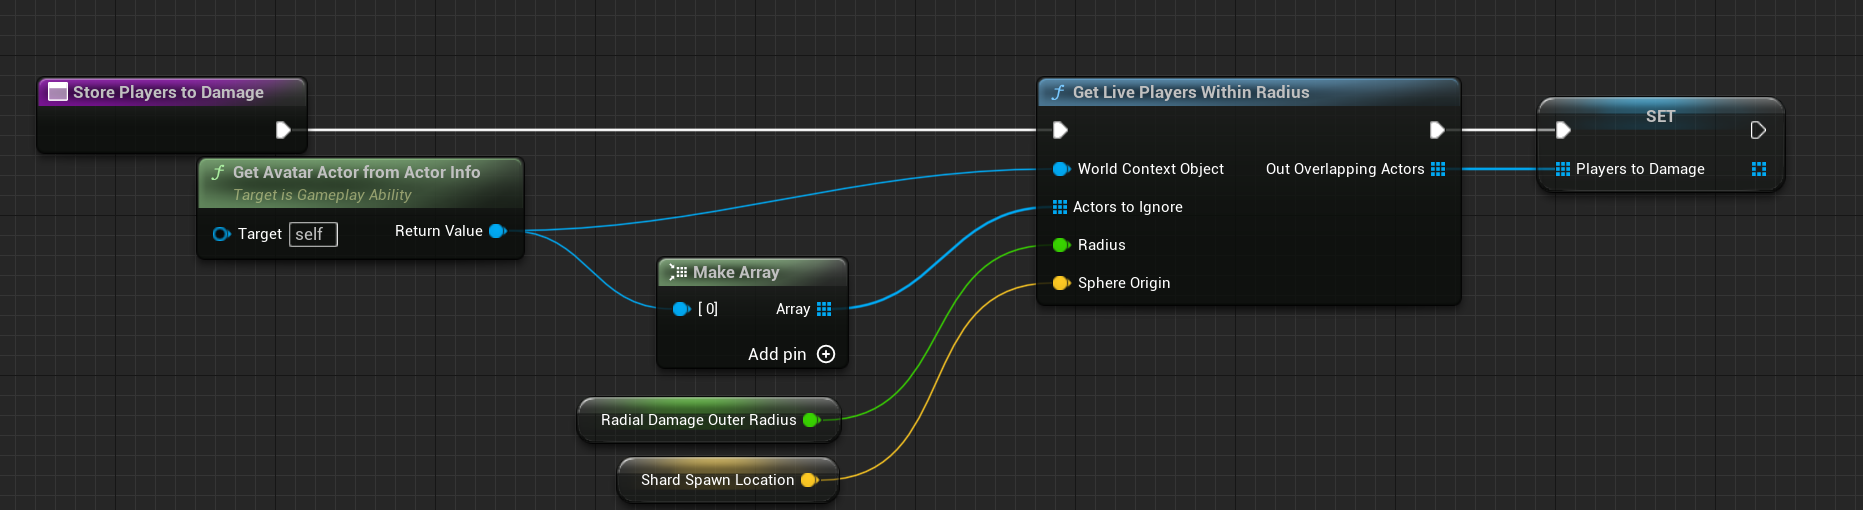 Store Players to Damage
Get Avatar Actor from Actor Info
Target is Gameplay Ability
Target self
Return Value
Make Array
[ 0]
Array
Add pin
Radial Damage Outer Radius
Shard Spawn Location
Get Live Players Within Radius
World Context Object
Out Overlapping Actors
Actors to Ignore
Radius
Sphere Origin
SET
Players to Damage